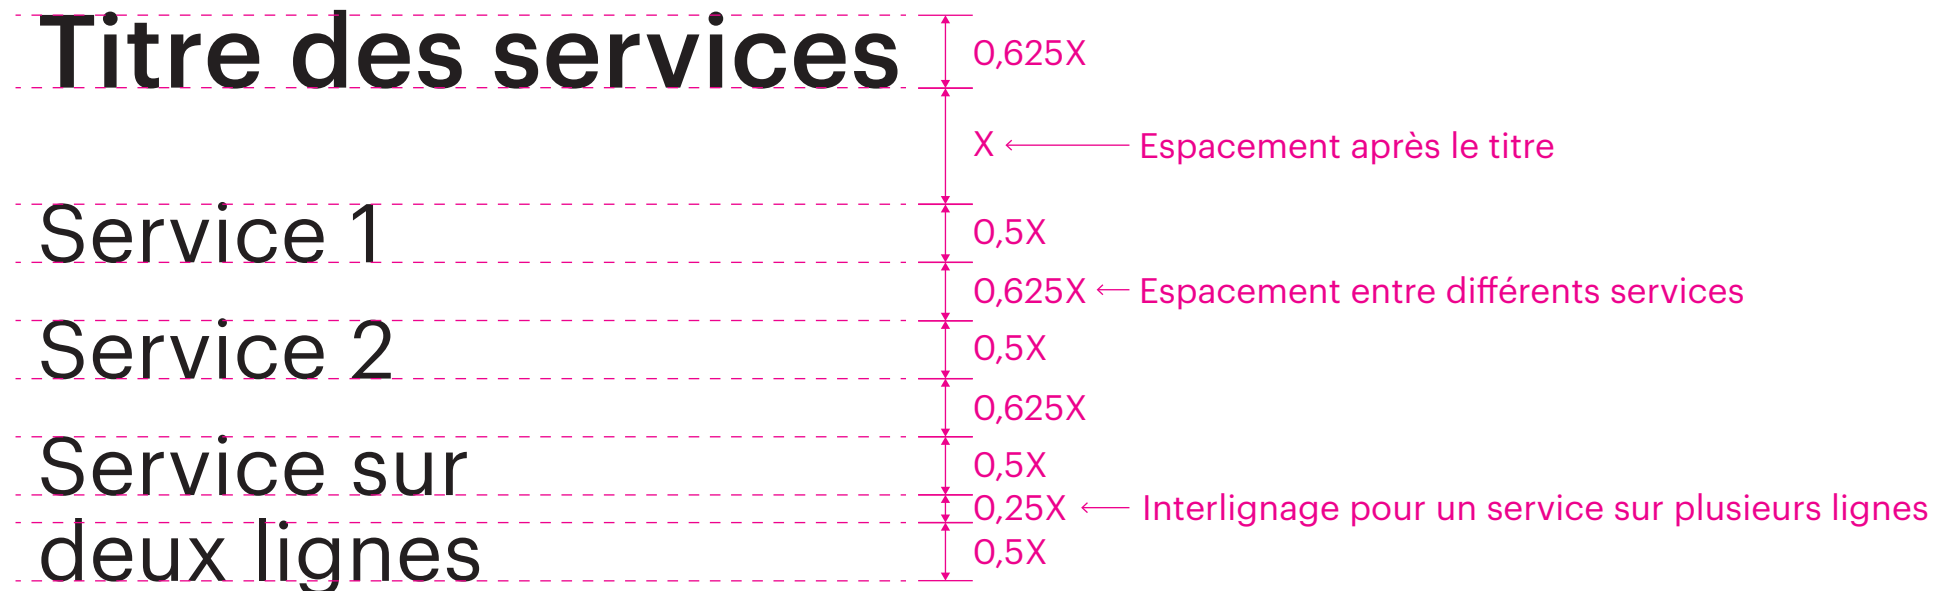 Titre des services
0,625X
X
Espacement après le titre
Service 1
0,5X
0,625X
Espacement entre différents services
Service 2
0,5X
0,625X
Service sur
0,5X
0,25X
Interlignage pour un service sur plusieurs lignes
deux lignes
0,5X